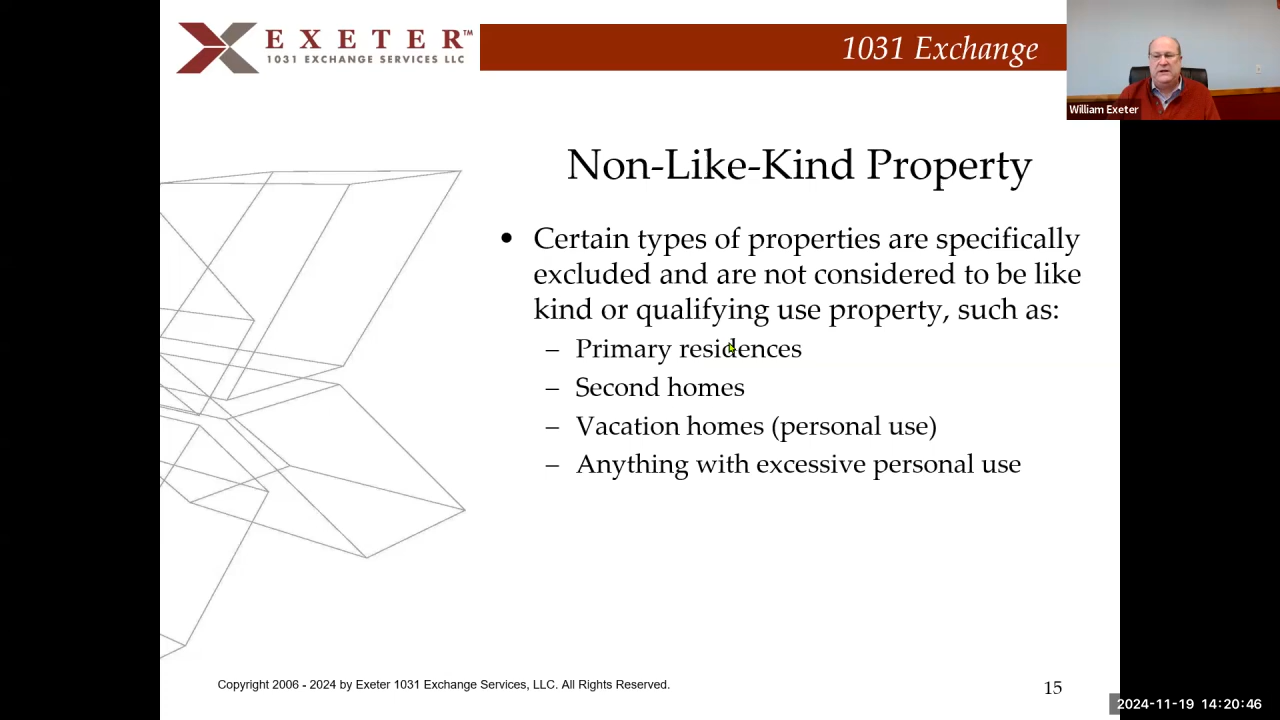 EXETER™
1031 EXCHANGE SERVICES LLC
1031 Exchange
William Exeter
Non-Like-Kind Property
• Certain types of properties are specifically
excluded and are not considered to be like
kind or qualifying use property, such as:
– Primary residences
– Second homes
– Vacation homes (personal use)
– Anything with excessive personal use
Copyright 2006 - 2024 by Exeter 1031 Exchange Services, LLC. All Rights Reserved.
15
2024-11-19 14:20:46